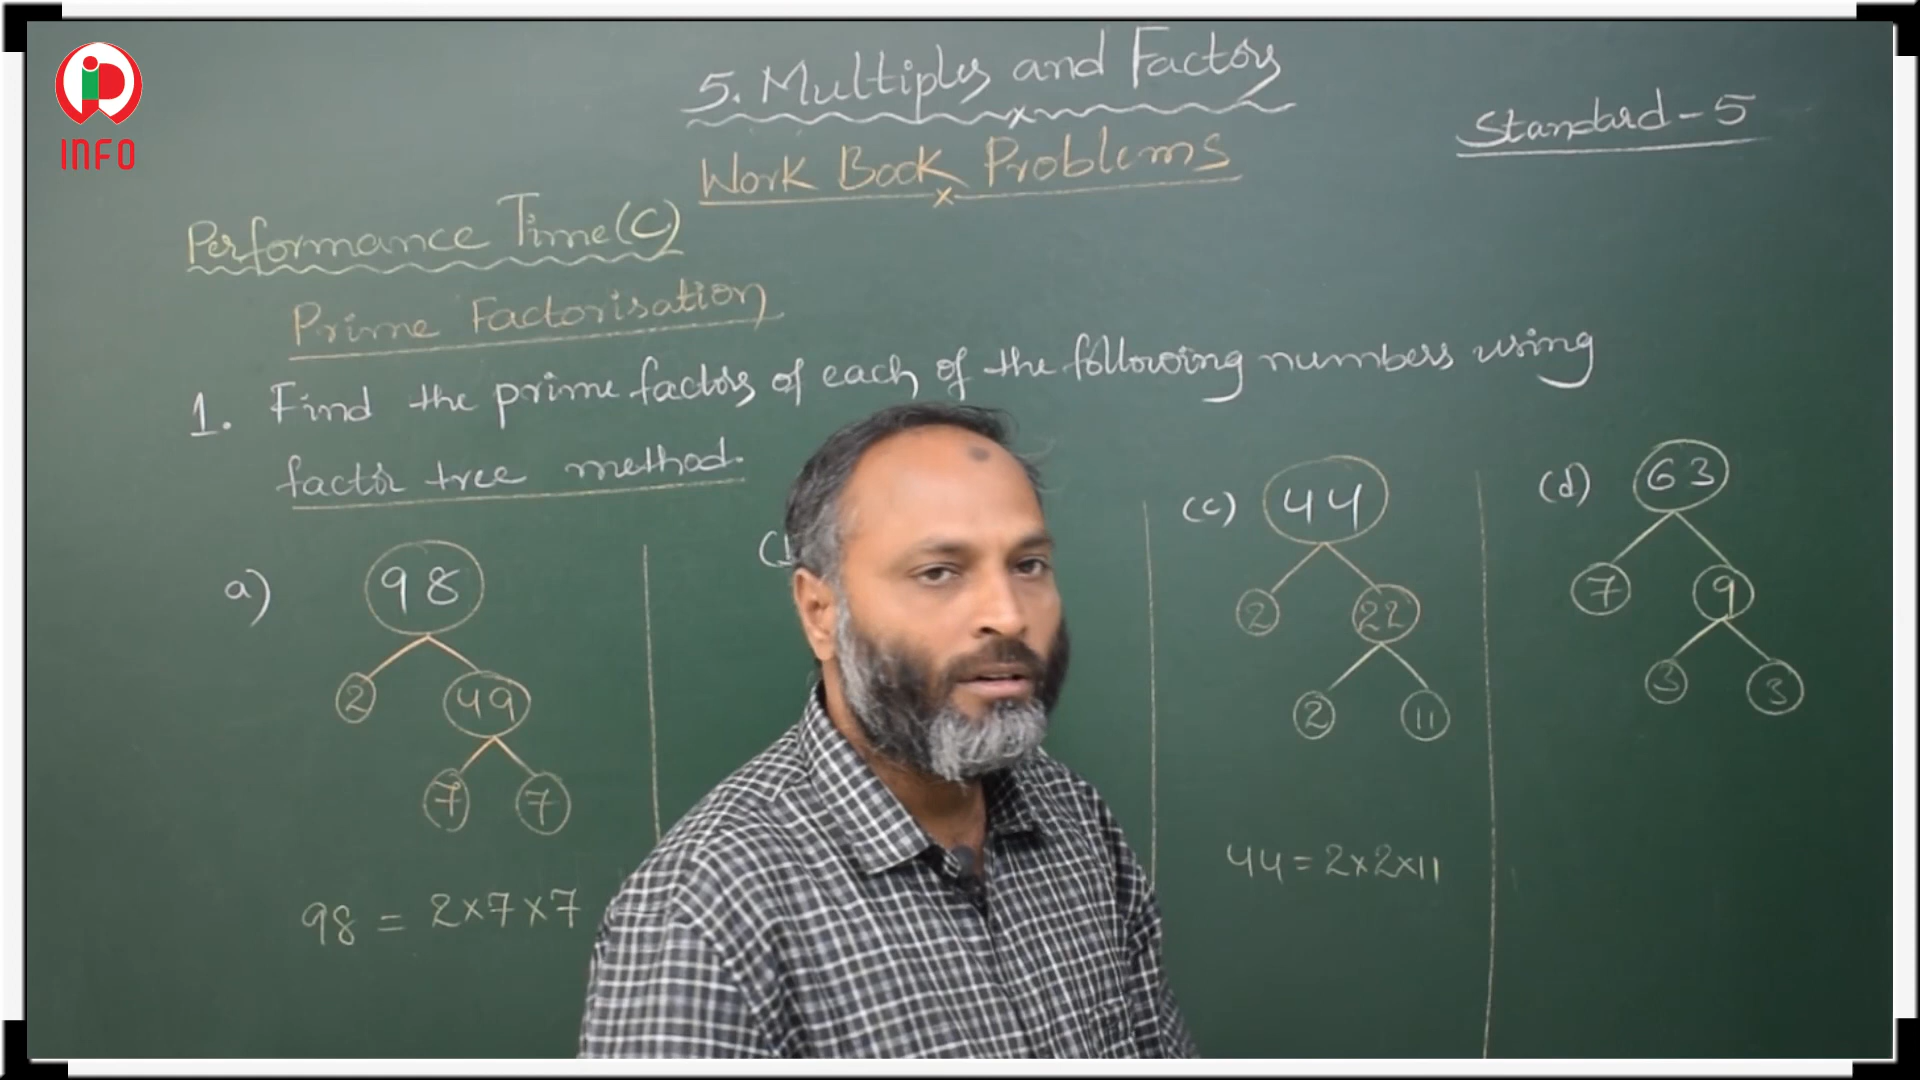 INFO
5. Multiples and Factors
Standard - 5
Work Book Problems
Performance Time (C)
Prime Factorisation
1. Find the prime factors of each of the following numbers using
factor tree method.
a) 98
2 49
7 7
98 = 2×7×7
(c) 44
2 22
2 11
44 = 2×2×11
(d) 63
7 9
3 3